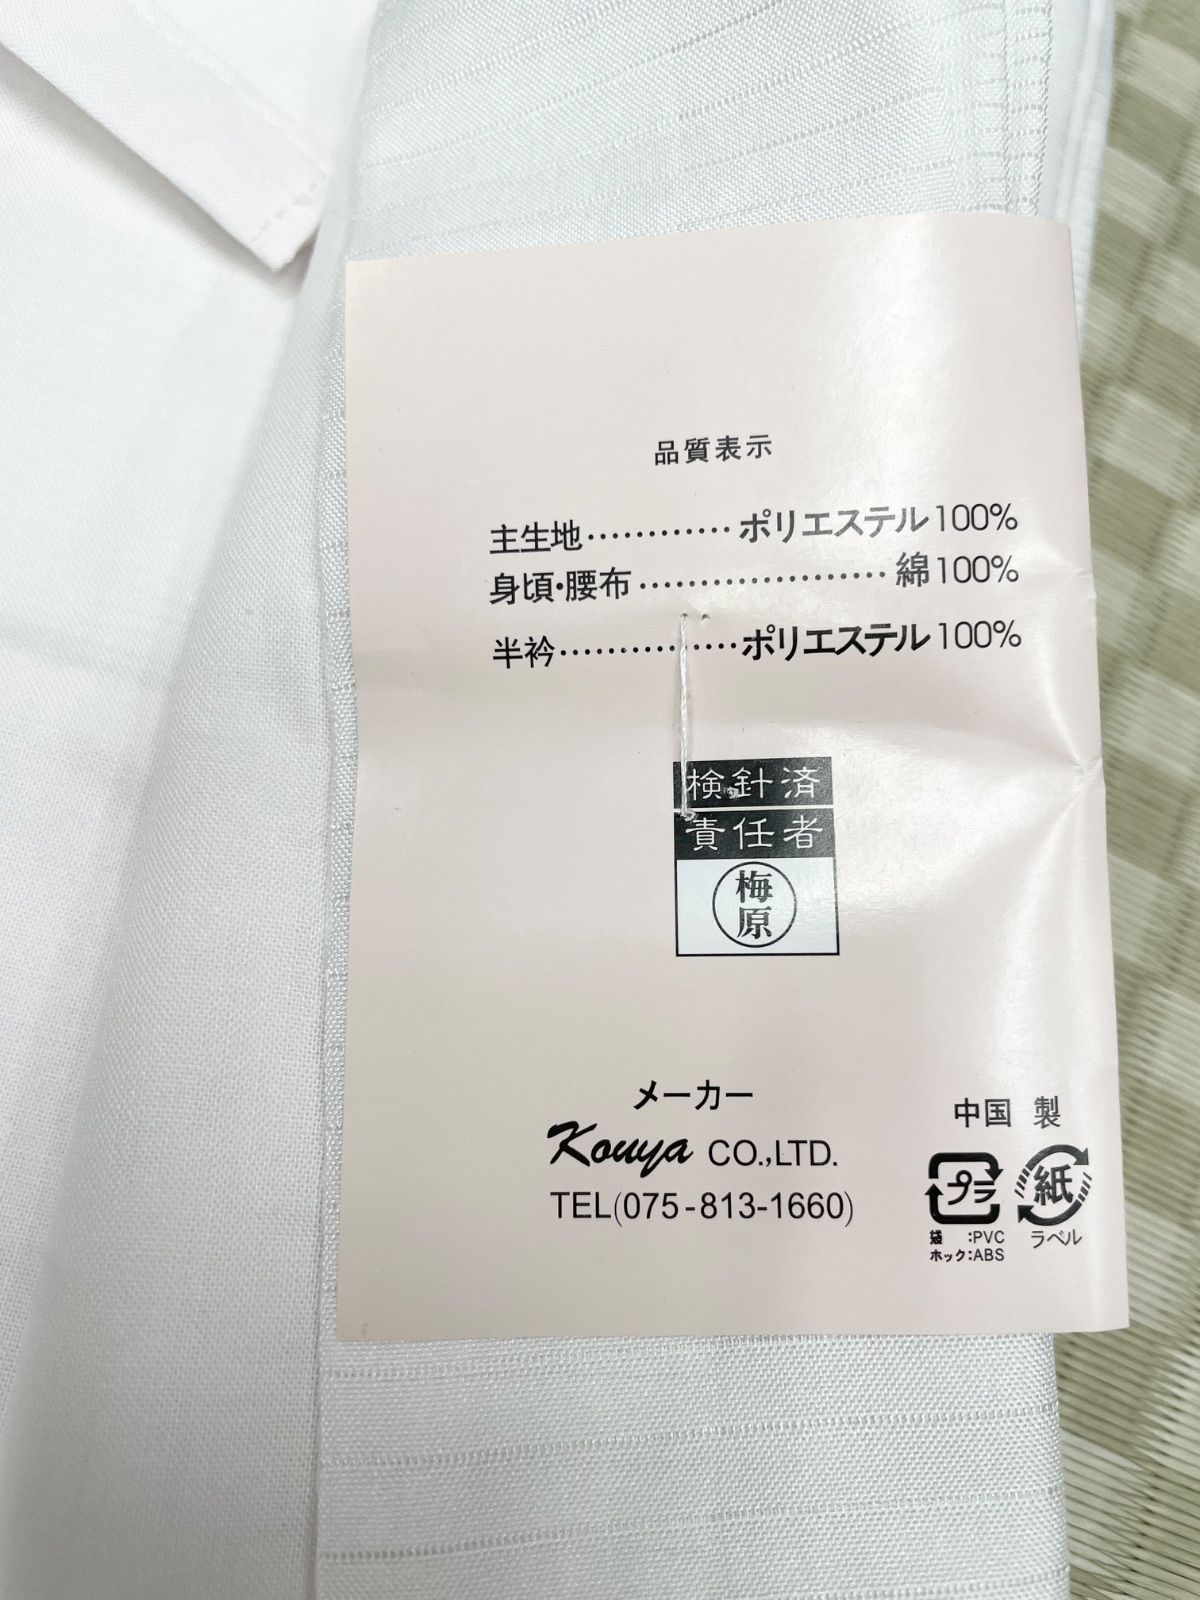 品質表示
主生地…………ポリエステル100%
身頃・腰布…………………綿100%
半衿……………ポリエステル100%
検針済
責任者
梅原
メーカー
Kouya CO.,LTD.
TEL(075-813-1660)
中国 製
プラ
袋 :PVC
ホック:ABS
紙
ラベル